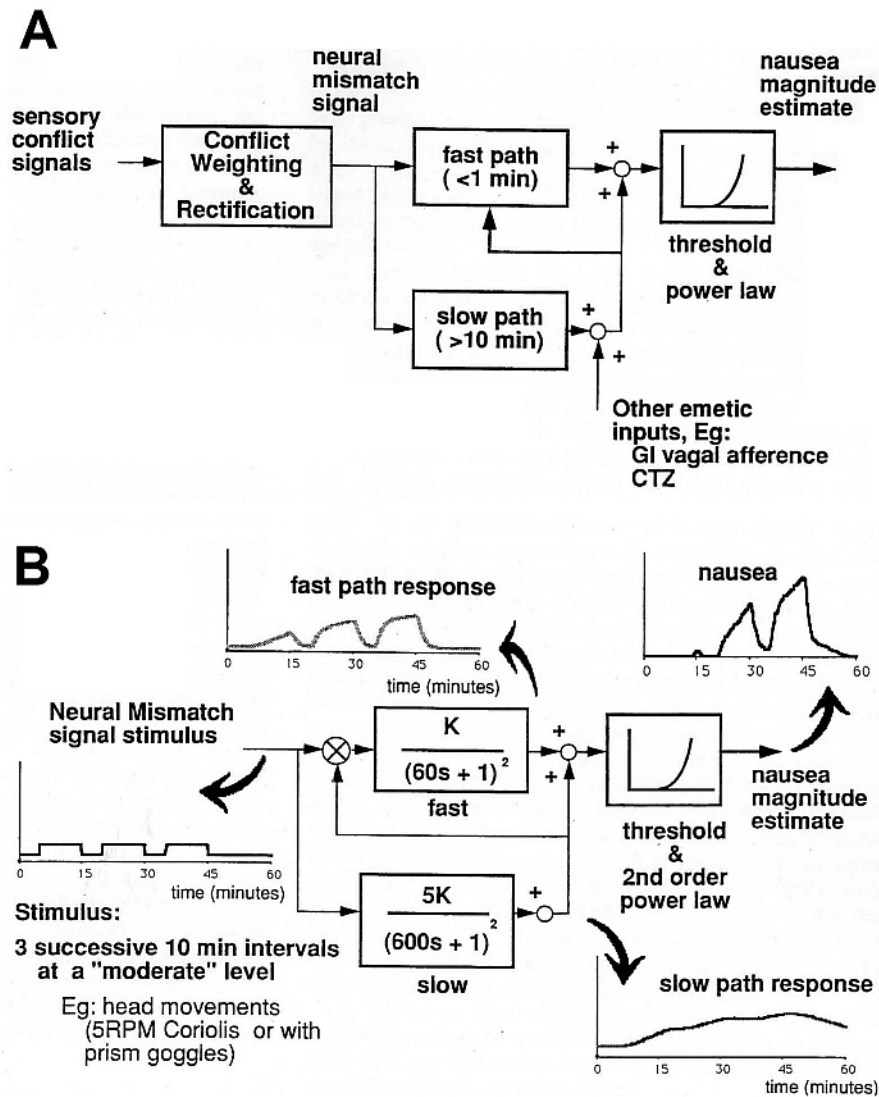 A
sensory
conflict
signals
Conflict
Weighting
&
Rectification
neural
mismatch
signal
fast path
( <1 min)
+
+
nausea
magnitude
estimate
threshold
&
power law
slow path
( >10 min)
+
+
Other emetic
inputs, Eg:
GI vagal afference
CTZ
B
fast path response
0 15 30 45 60
time (minutes)
nausea
0 15 30 45 60
Neural Mismatch
signal stimulus
0 15 30 45 60
time (minutes)
Stimulus:
3 successive 10 min intervals
at a "moderate" level
Eg: head movements
(5RPM Coriolis or with
prism goggles)
K
(60s + 1)²
fast
+
+
threshold
&
2nd order
power law
nausea
magnitude
estimate
5K
(600s + 1)²
slow
+
slow path response
0 15 30 45 60
time (minutes)